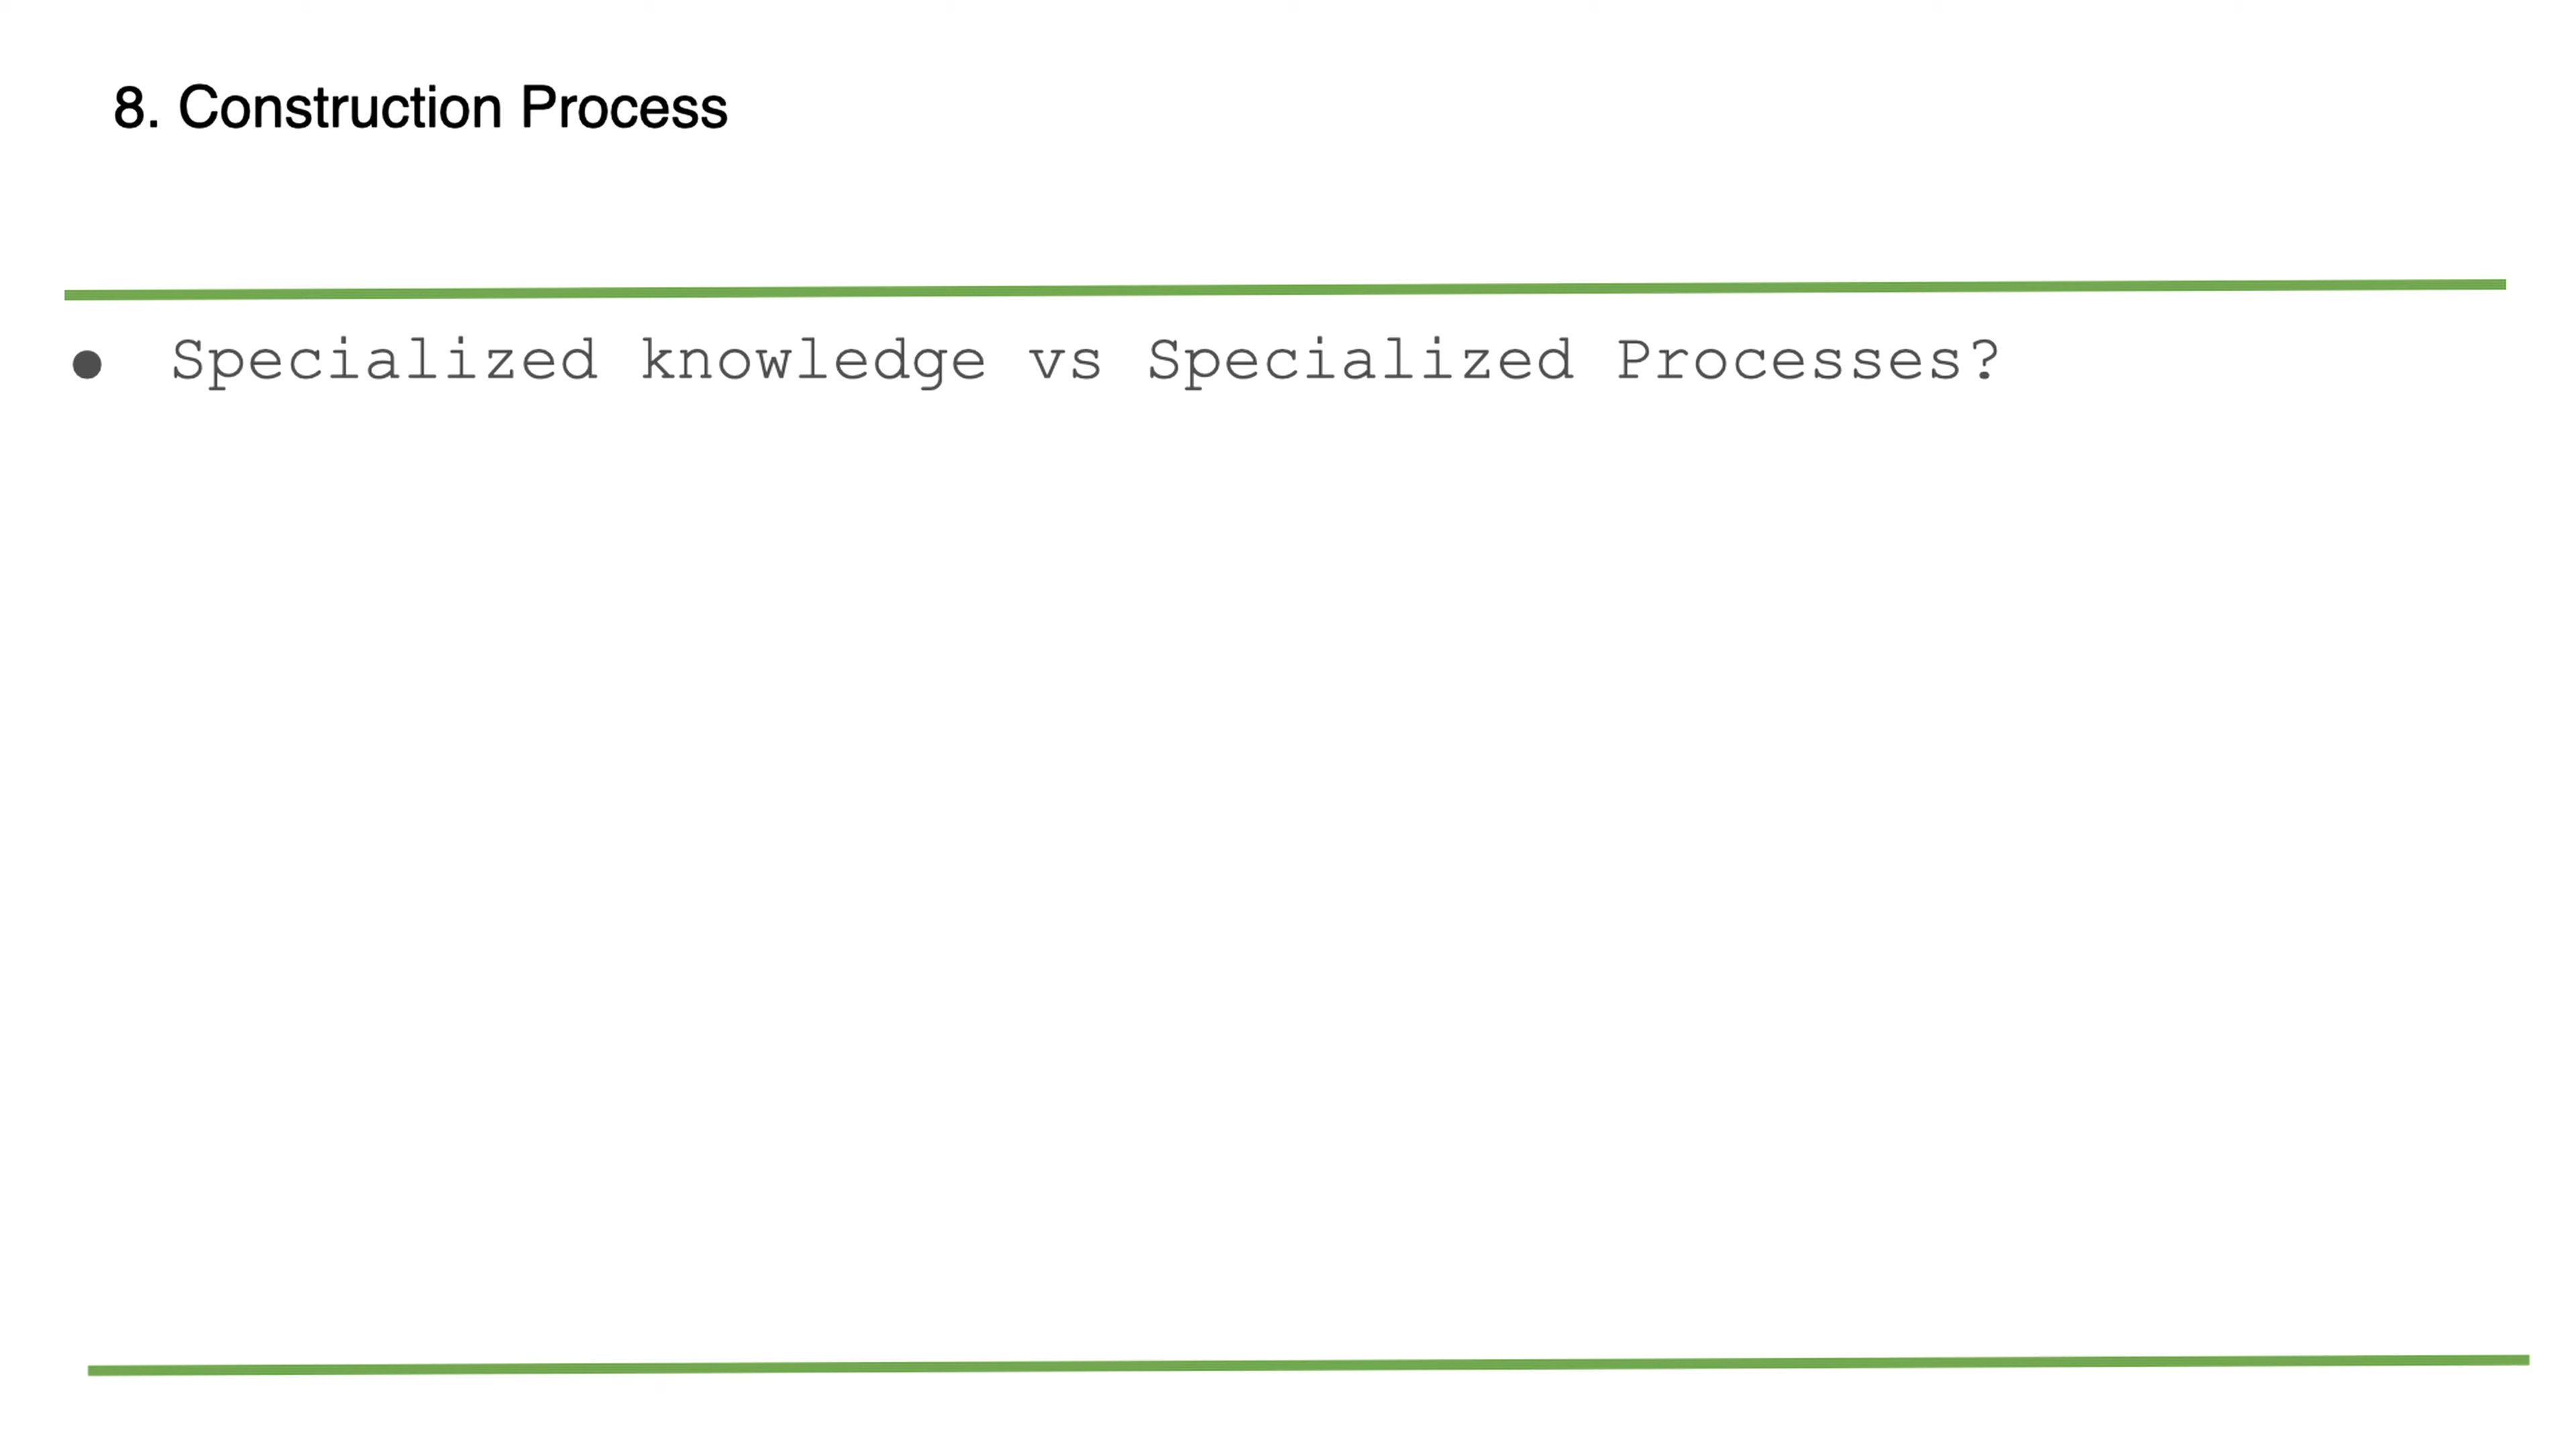 8. Construction Process
● Specialized knowledge vs Specialized Processes?